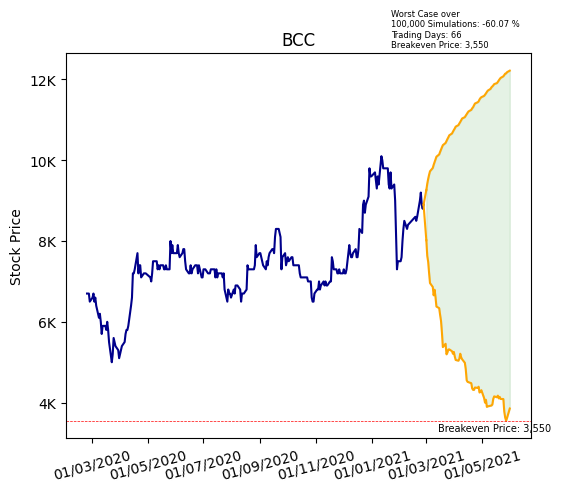 Worst Case over
100,000 Simulations: -60.07 %
Trading Days: 66
Breakeven Price: 3,550
BCC
Stock Price
12K
10K
8K
6K
4K
Breakeven Price: 3,550
01/03/2020
01/05/2020
01/07/2020
01/09/2020
01/11/2020
01/01/2021
01/03/2021
01/05/2021